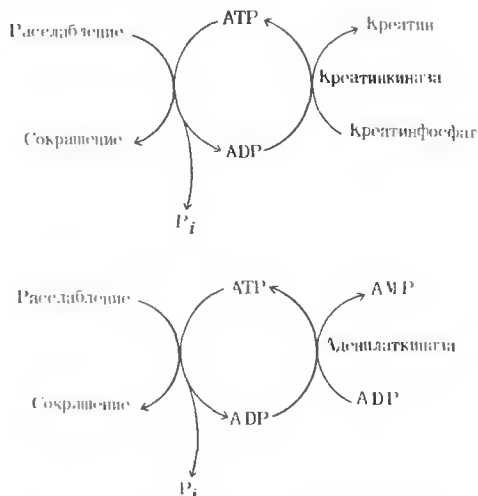 Расслабление
ATP
Креатин
Креатинкиназа
Сокращение
ADP
Креатинфосфат
Pi
Расслабление
ATP
AMP
Аденилаткиназа
Сокращение
ADP
ADP
Pi